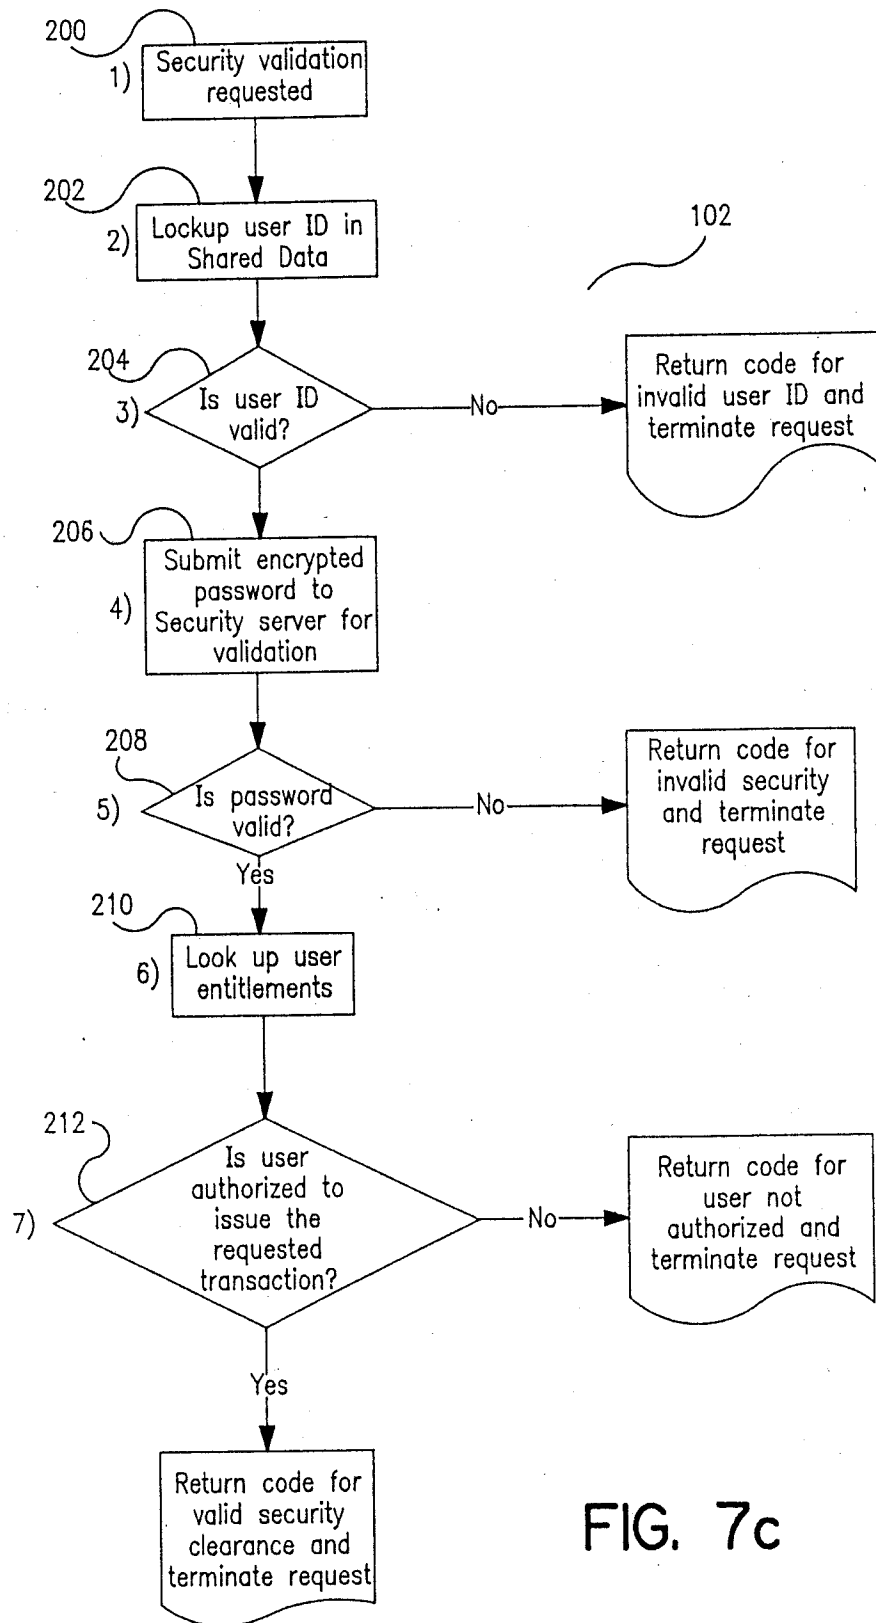 200
1)
Security validation
requested
202
2)
Lockup user ID in
Shared Data
102
204
3)
Is user ID
valid?
No
Return code for
invalid user ID and
terminate request
206
4)
Submit encrypted
password to
Security server for
validation
208
5)
Is password
valid?
No
Return code for
invalid security
and terminate
request
Yes
210
6)
Look up user
entitlements
212
7)
Is user
authorized to
issue the
requested
transaction?
No
Return code for
user not
authorized and
terminate request
Yes
Return code for
valid security
clearance and
terminate request
FIG. 7c